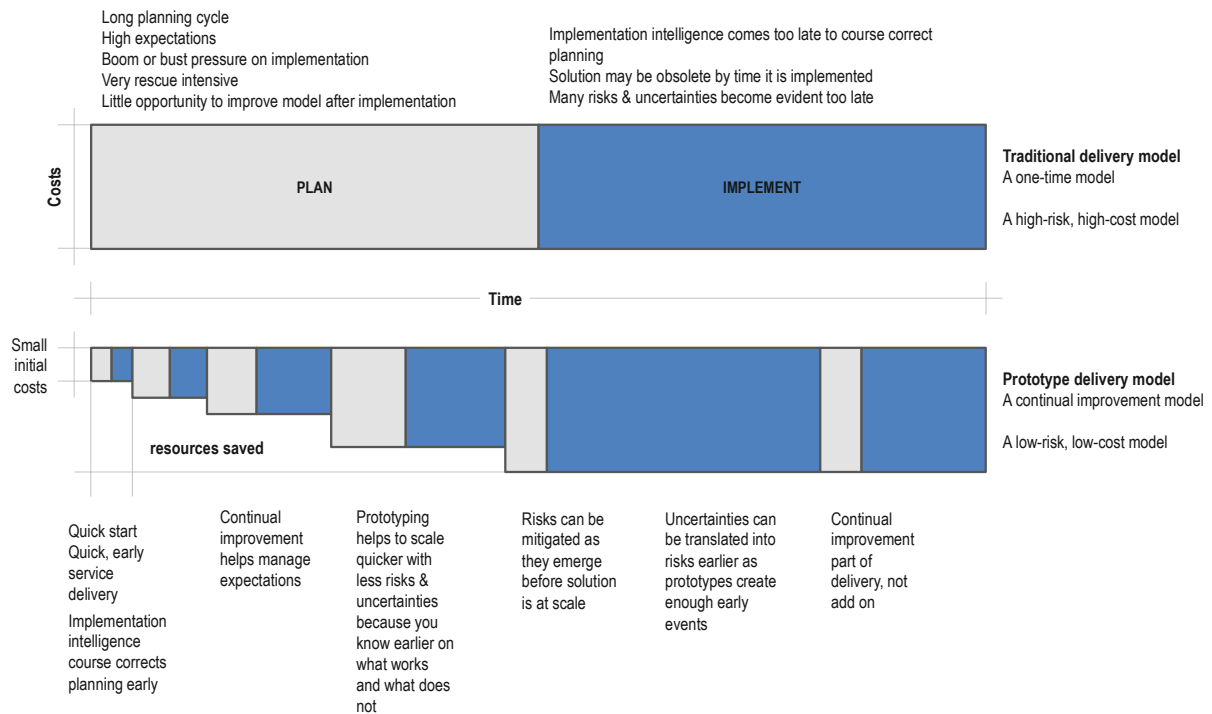 Long planning cycle
High expectations
Boom or bust pressure on implementation
Very rescue intensive
Little opportunity to improve model after implementation
Implementation intelligence comes too late to course correct
planning
Solution may be obsolete by time it is implemented
Many risks & uncertainties become evident too late
Costs
PLAN
IMPLEMENT
Traditional delivery model
A one-time model
A high-risk, high-cost model
Time
Small
initial
costs
resources saved
Prototype delivery model
A continual improvement model
A low-risk, low-cost model
Quick start
Quick, early
service
delivery
Implementation
intelligence
course corrects
planning early
Continual
improvement
helps manage
expectations
Prototyping
helps to scale
quicker with
less risks &
uncertainties
because you
know earlier on
what works
and what does
not
Risks can be
mitigated as
they emerge
before solution
is at scale
Uncertainties can
be translated into
risks earlier as
prototypes create
enough early
events
Continual
improvement
part of
delivery, not
add on